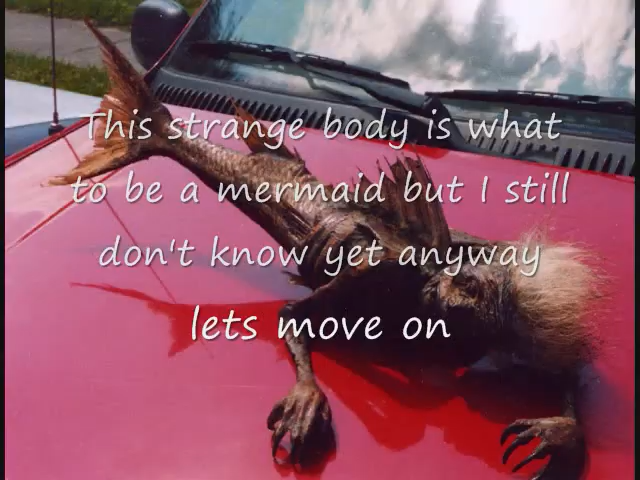 This strange body is what
to be a mermaid but I still
don't know yet anyway
lets move on